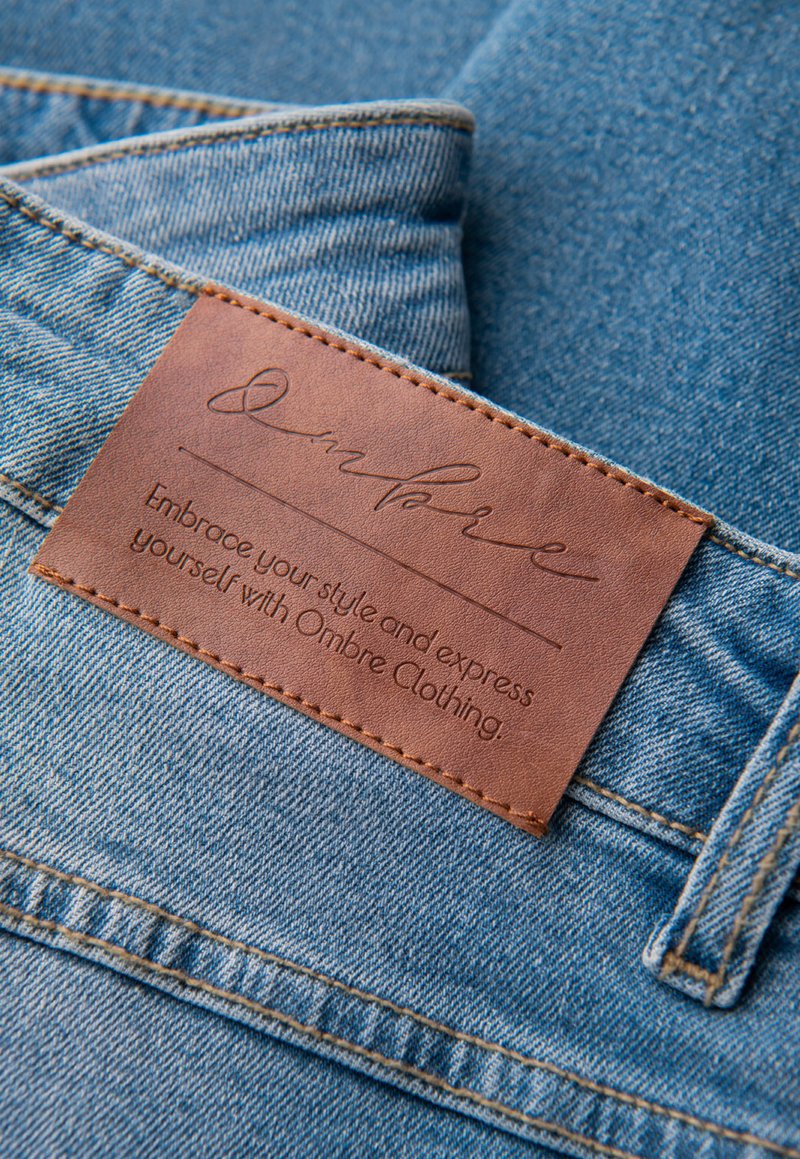 Ombre
Embrace your style and express
yourself with Ombre Clothing.